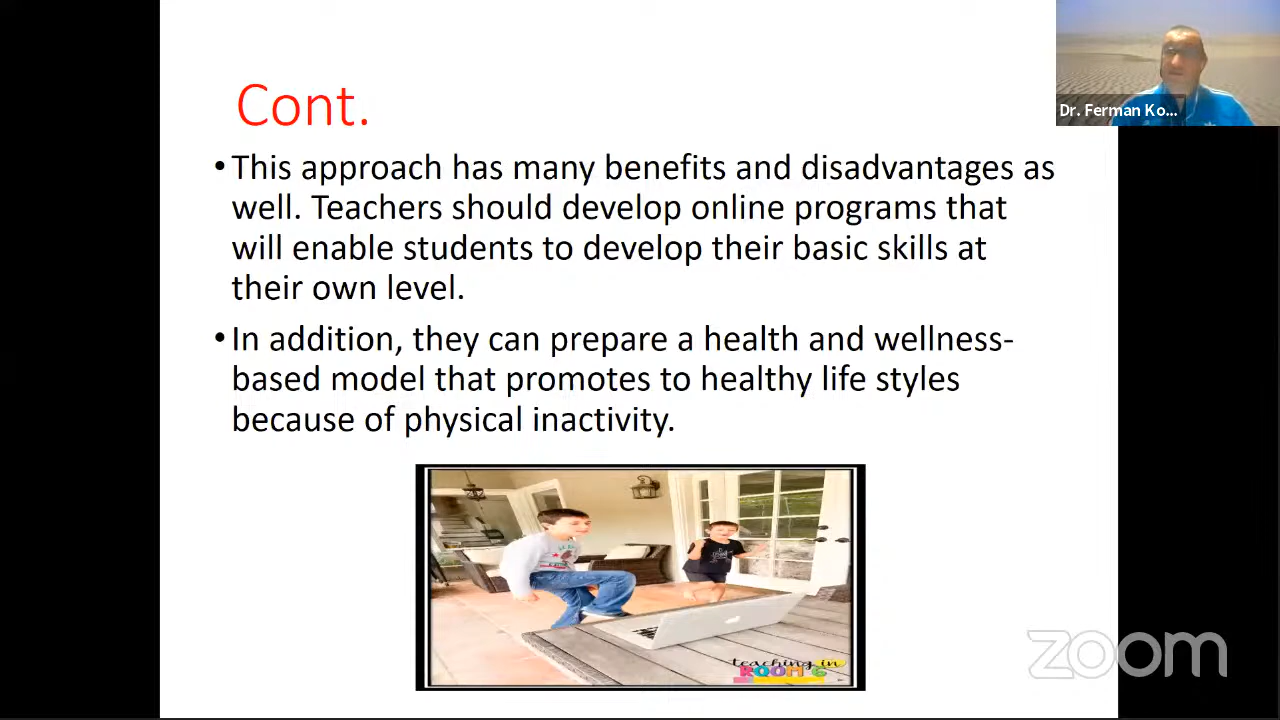 Cont.
Dr. Ferman Ko...
• This approach has many benefits and disadvantages as
well. Teachers should develop online programs that
will enable students to develop their basic skills at
their own level.
• In addition, they can prepare a health and wellness-
based model that promotes to healthy life styles
because of physical inactivity.
teaching in
ROOM 6
zoom